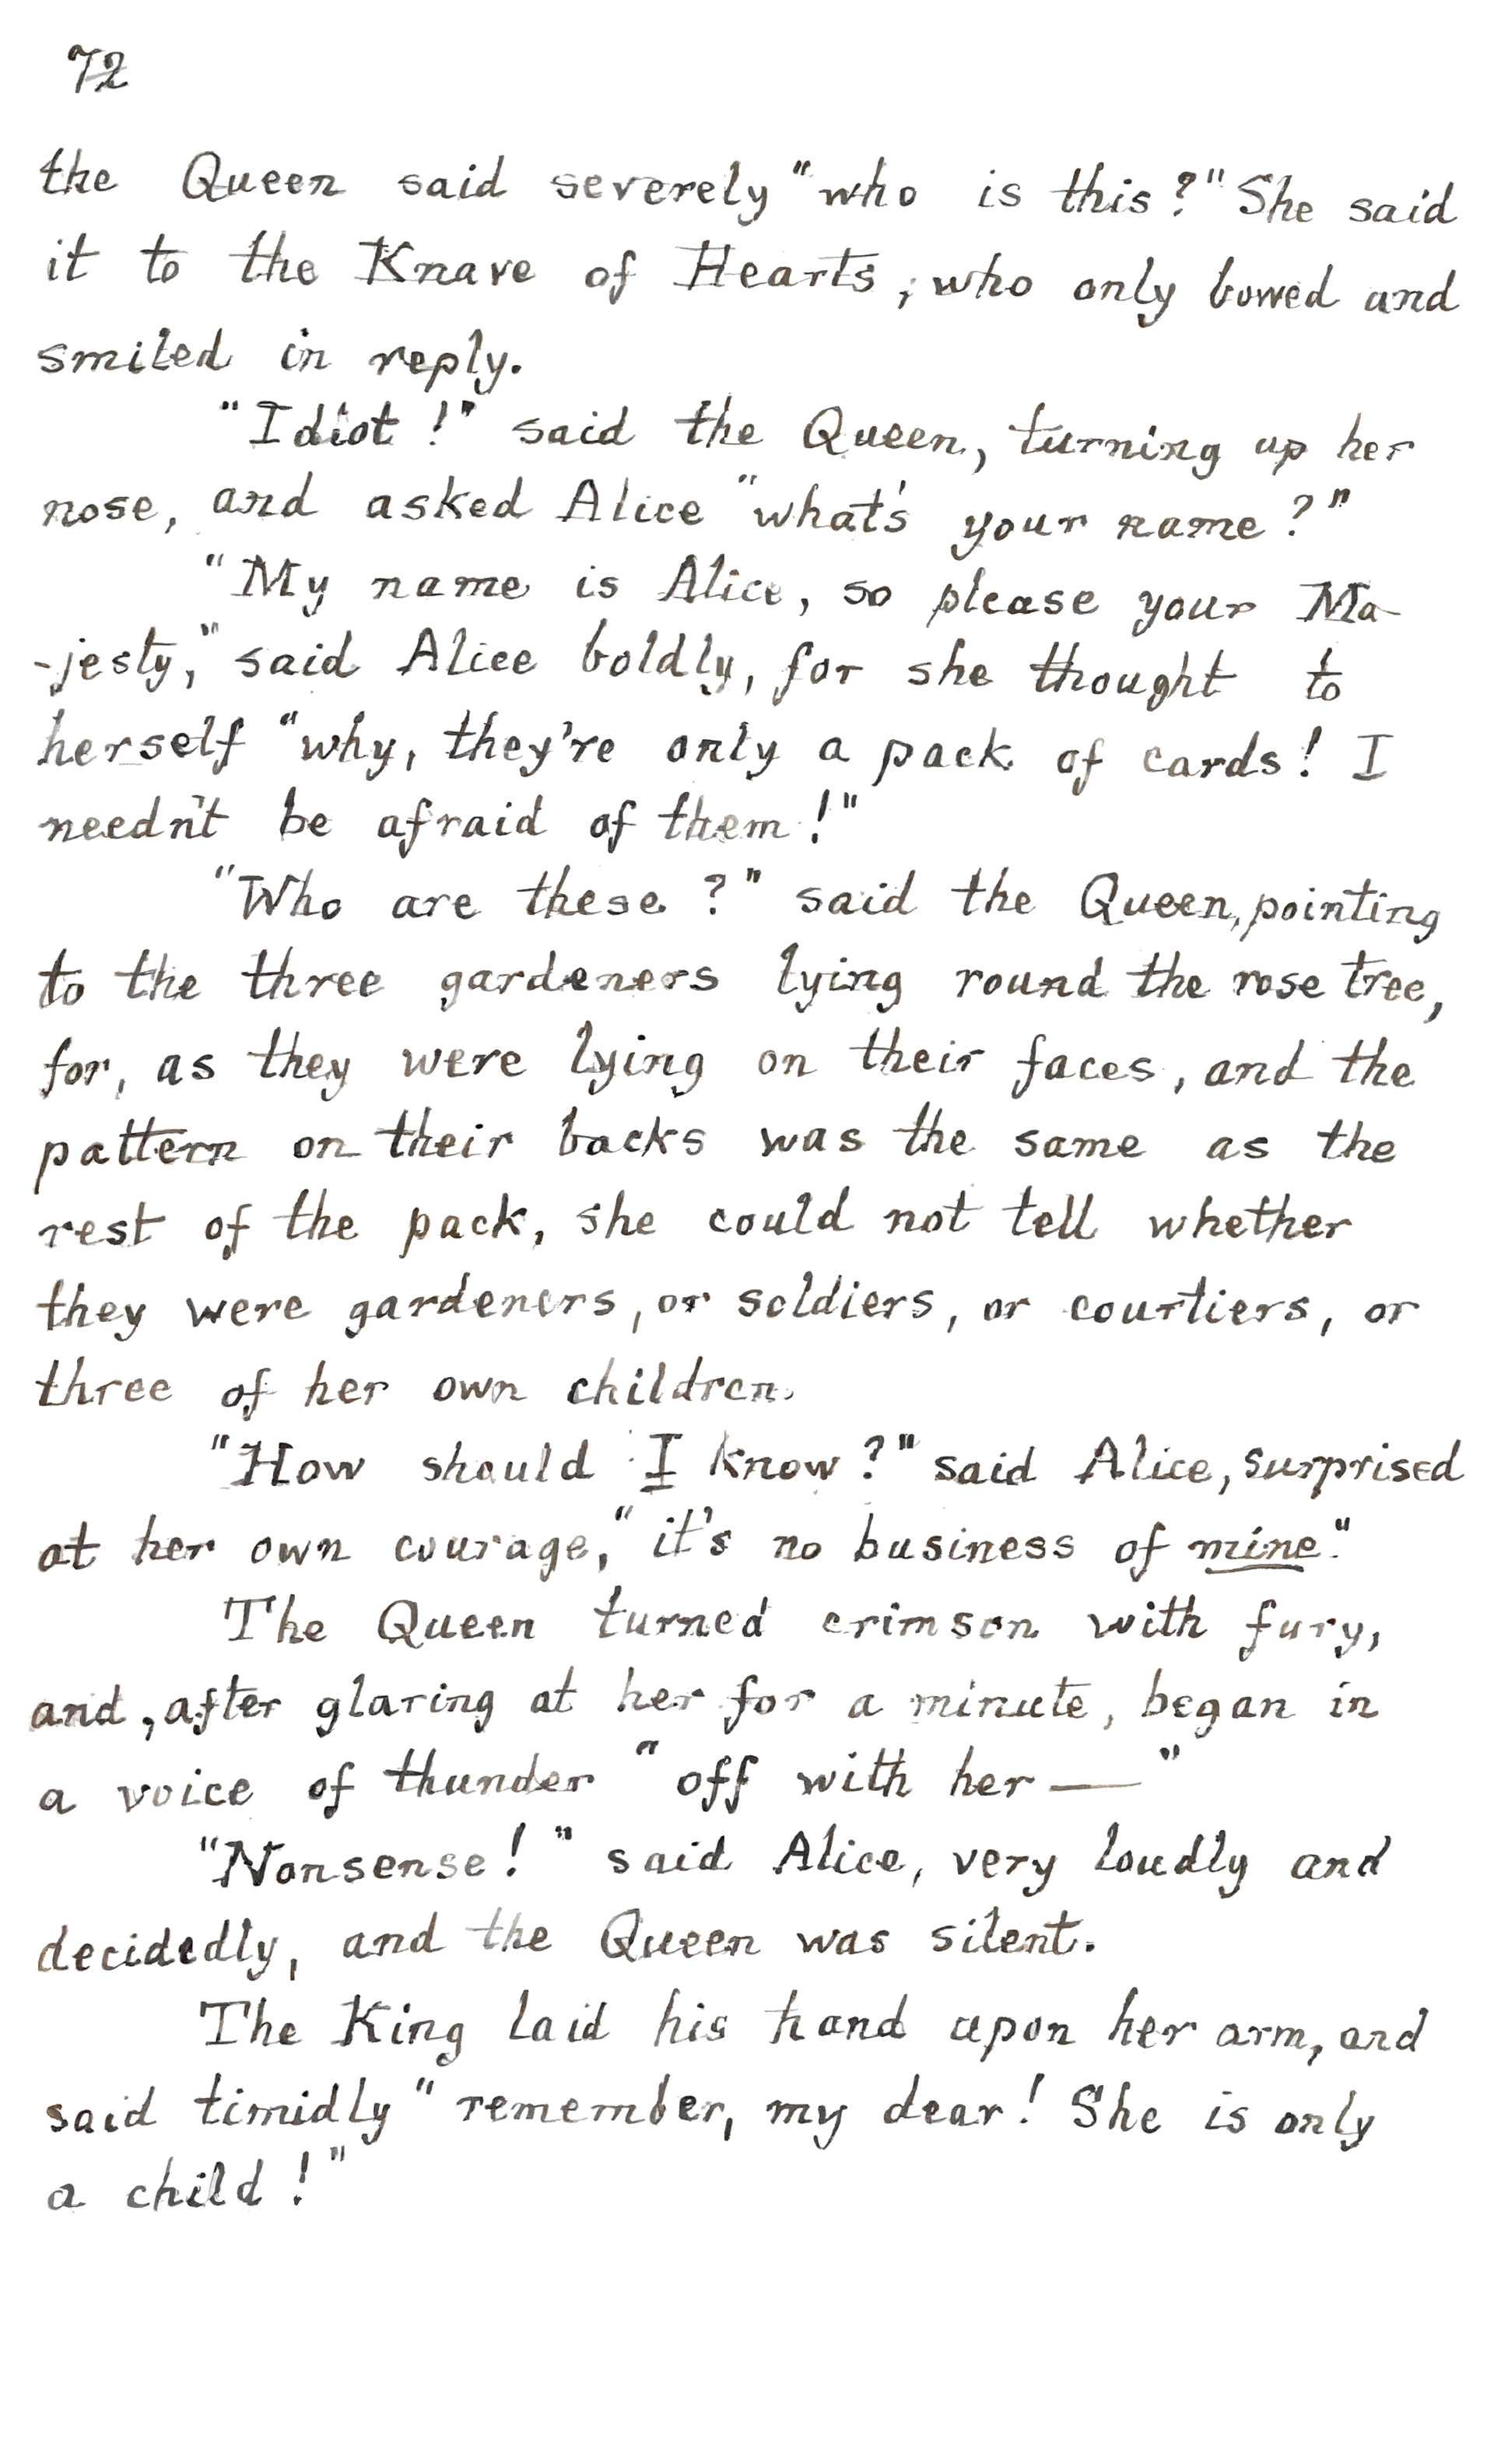 72
the Queen said severely "who is this?" She said
it to the Knave of Hearts, who only bowed and
smiled in reply.
"Idiot!" said the Queen, turning up her
nose, and asked Alice "what's your name?"
"My name is Alice, so please your Ma-
-jesty," said Alice boldly, for she thought to
herself "why, they're only a pack of cards! I
needn't be afraid of them!"
"Who are these?" said the Queen, pointing
to the three gardeners lying round the rose tree,
for, as they were lying on their faces, and the
pattern on their backs was the same as the
rest of the pack, she could not tell whether
they were gardeners, or soldiers, or courtiers, or
three of her own children.
"How should I know?" said Alice, surprised
at her own courage, "it's no business of mine."
The Queen turned crimson with fury,
and, after glaring at her for a minute, began in
a voice of thunder "off with her—"
"Nonsense!" said Alice, very loudly and
decidedly, and the Queen was silent.
The King laid his hand upon her arm, and
said timidly "remember, my dear! She is only
a child!"